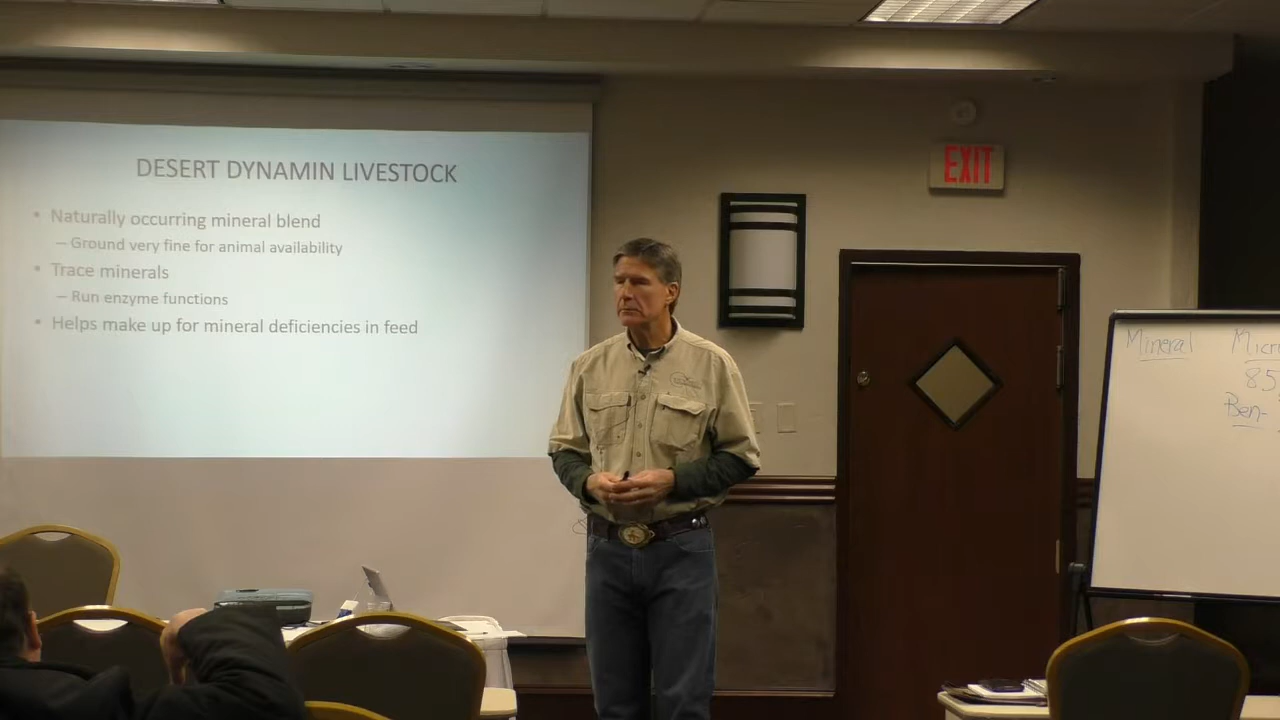 DESERT DYNAMIN LIVESTOCK
• Naturally occurring mineral blend
– Ground very fine for animal availability
• Trace minerals
– Run enzyme functions
• Helps make up for mineral deficiencies in feed
EXIT
Mineral
85
Ben-